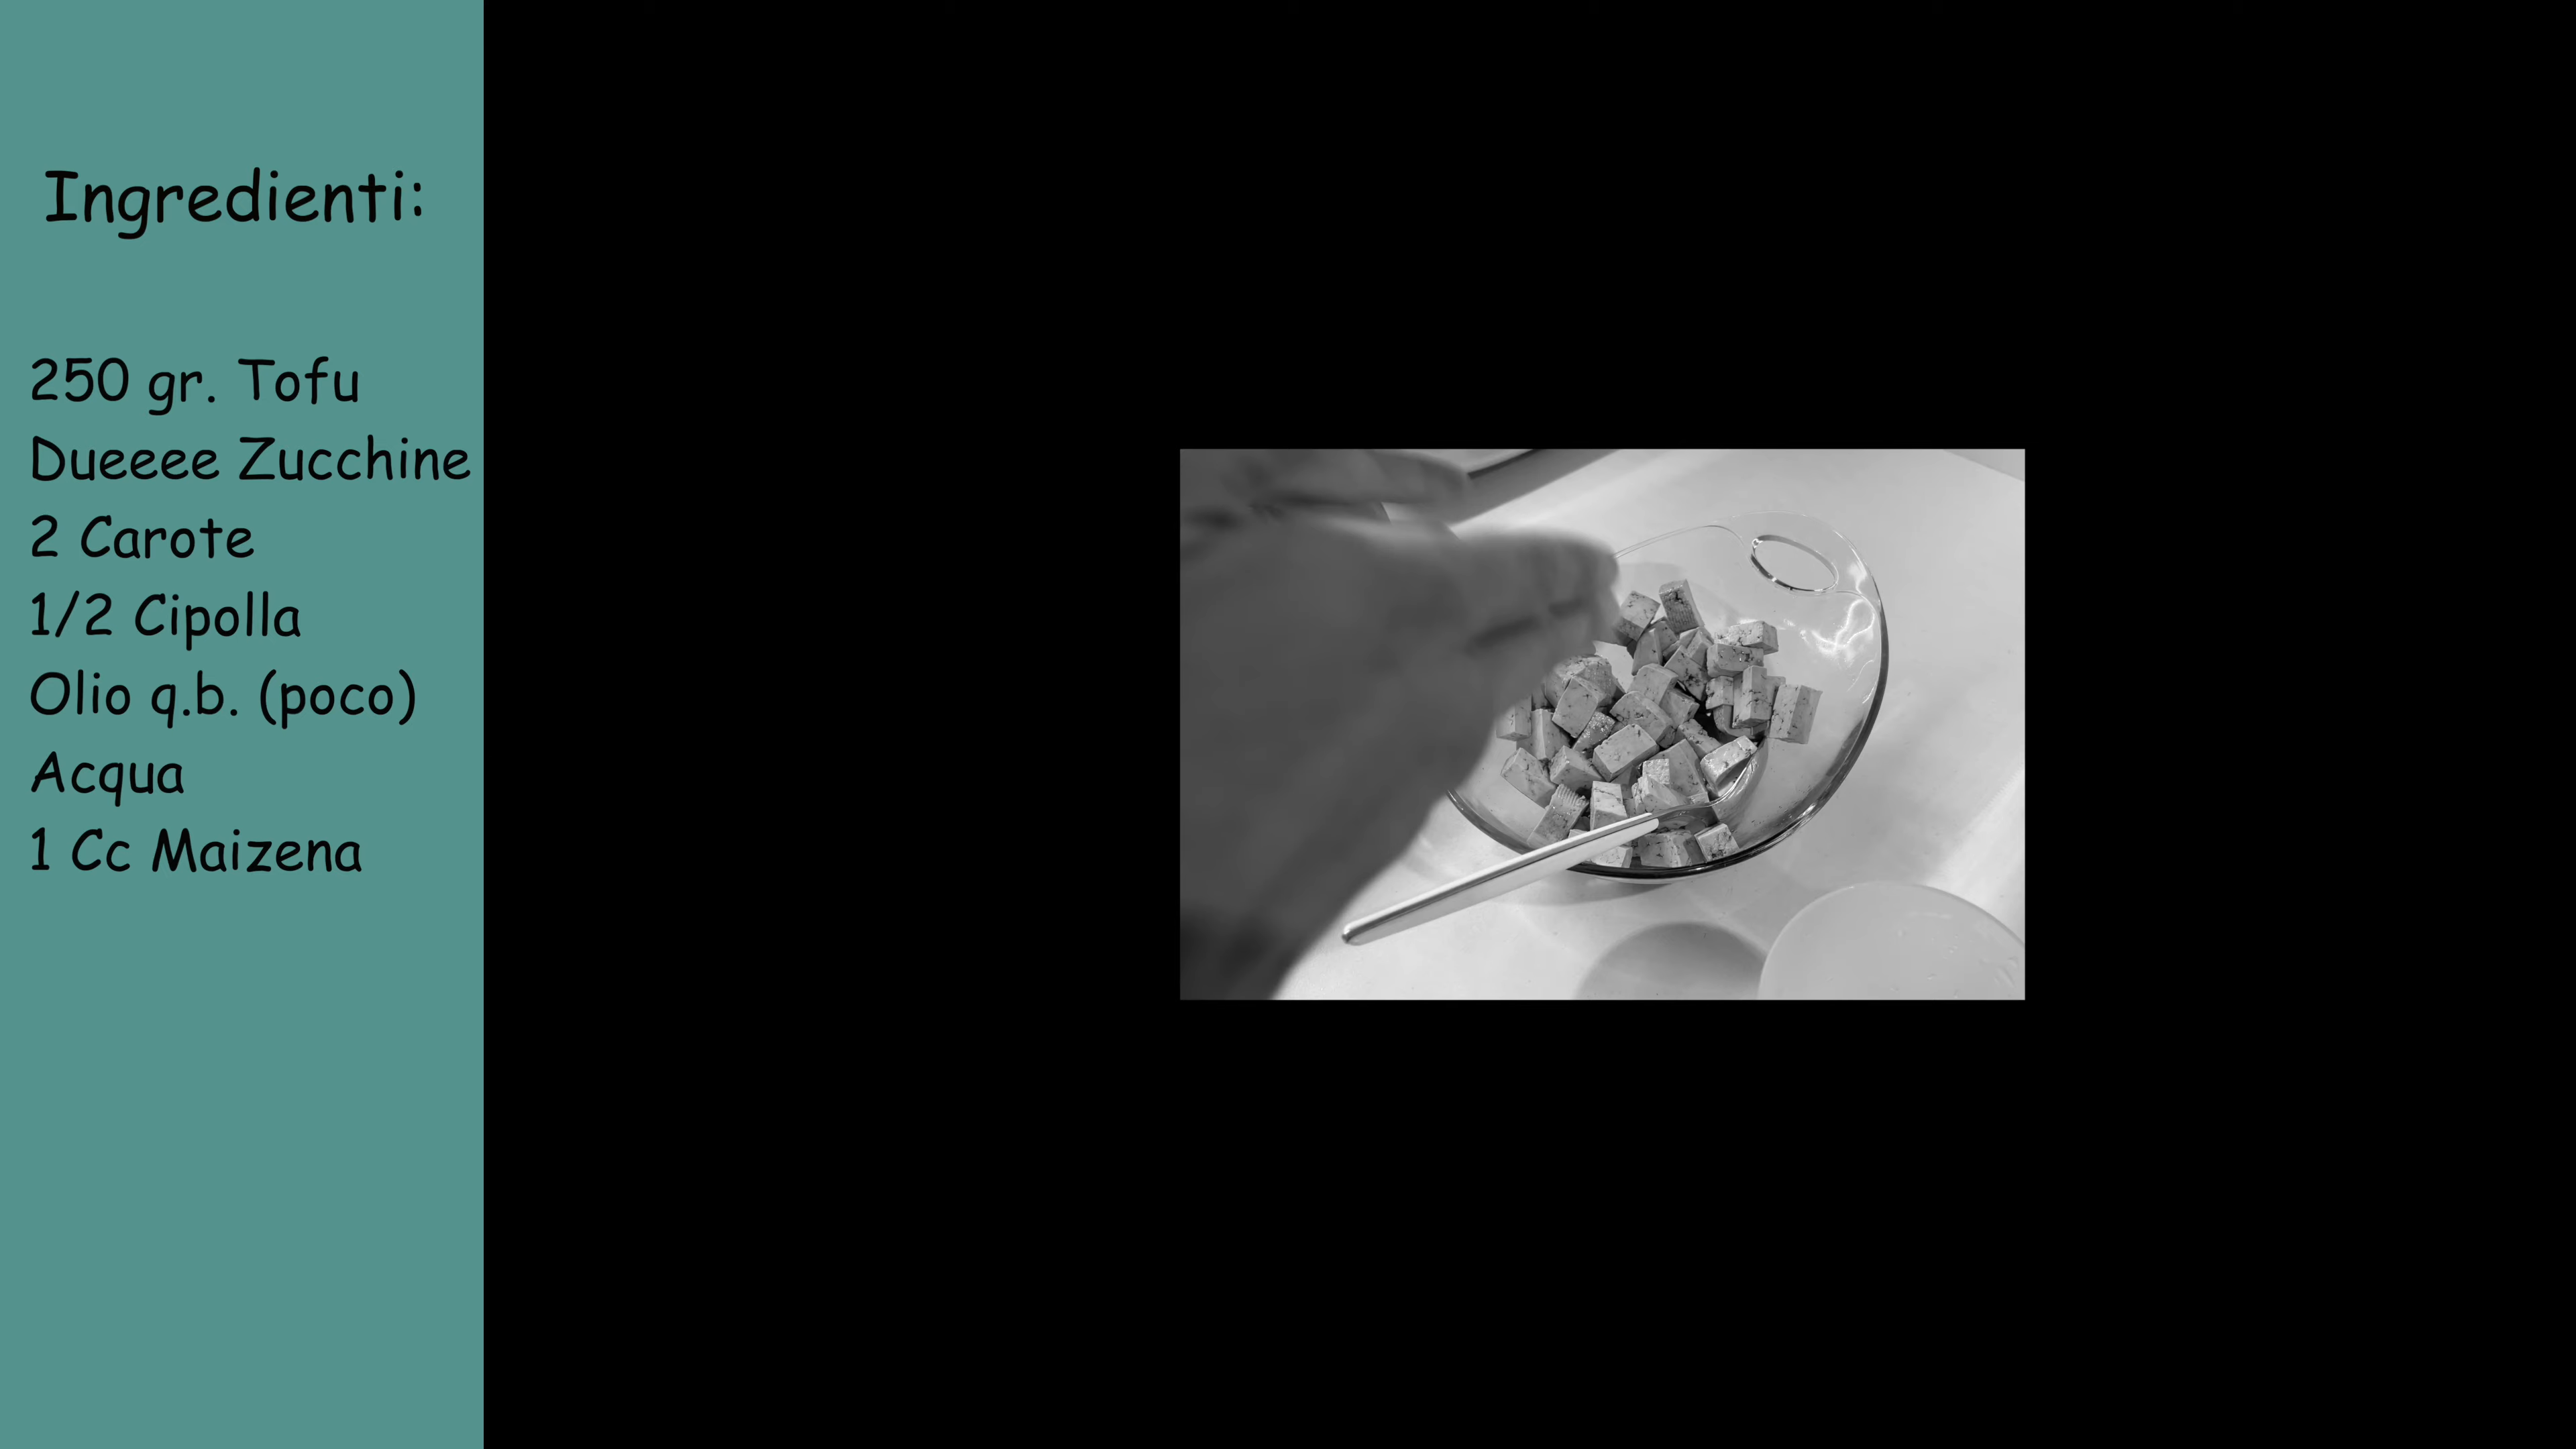 Ingredienti:
250 gr. Tofu
Dueeee Zucchine
2 Carote
1/2 Cipolla
Olio q.b. (poco)
Acqua
1 Cc Maizena